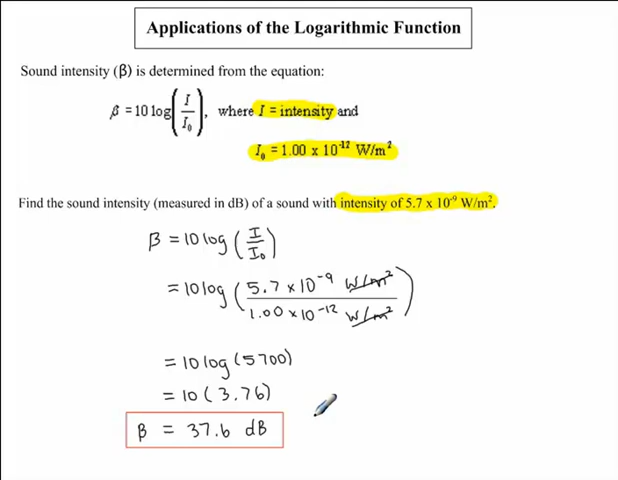 Applications of the Logarithmic Function
Sound intensity (β) is determined from the equation:
β = 10 log(I/I₀), where I = intensity and
I₀ = 1.00 x 10⁻¹² W/m²
Find the sound intensity (measured in dB) of a sound with intensity of 5.7 x 10⁻⁹ W/m².
β = 10 log (I/I₀)
= 10 log (5.7 × 10⁻⁹ W/m² / 1.00 × 10⁻¹² W/m²)
= 10 log (5700)
= 10 (3.76)
β = 37.6 dB